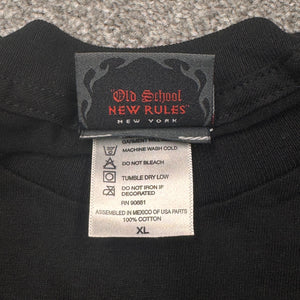 "Old School
NEW RULES"
NEW YORK
MACHINE WASH COLD
DO NOT BLEACH
TUMBLE DRY LOW
DO NOT IRON IF
DECORATED
RN 90881
ASSEMBLED IN MEXICO OF USA PARTS
100% COTTON
XL